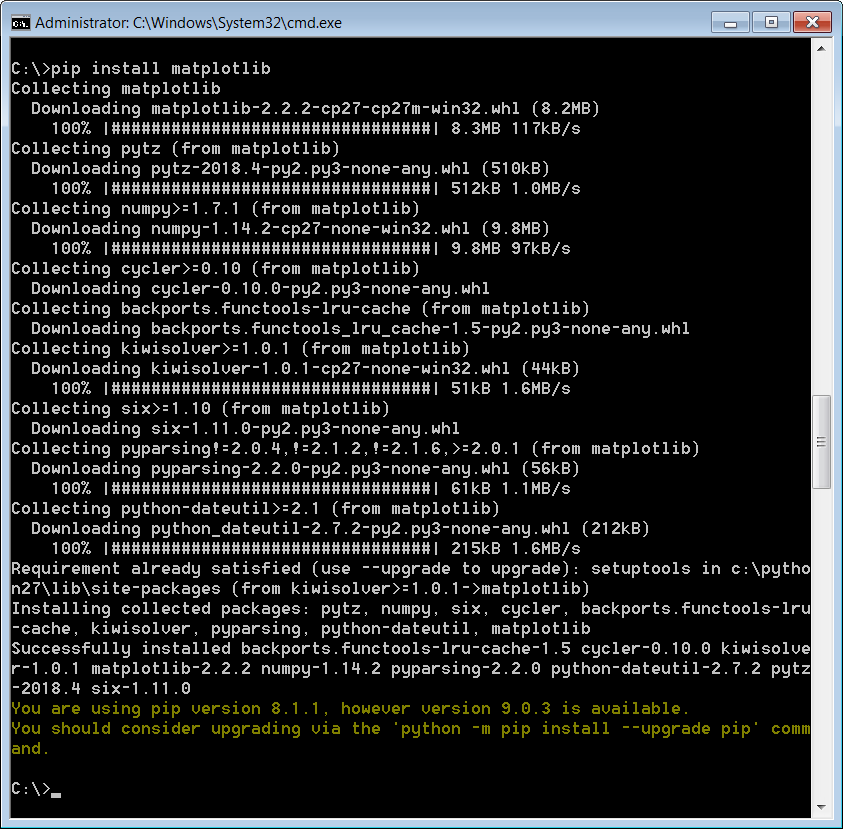 Administrator: C:\Windows\System32\cmd.exe
C:\>pip install matplotlib
Collecting matplotlib
  Downloading matplotlib-2.2.2-cp27-cp27m-win32.whl (8.2MB)
    100% |################################| 8.3MB 117kB/s
Collecting pytz (from matplotlib)
  Downloading pytz-2018.4-py2.py3-none-any.whl (510kB)
    100% |################################| 512kB 1.0MB/s
Collecting numpy>=1.7.1 (from matplotlib)
  Downloading numpy-1.14.2-cp27-none-win32.whl (9.8MB)
    100% |################################| 9.8MB 97kB/s
Collecting cycler>=0.10 (from matplotlib)
  Downloading cycler-0.10.0-py2.py3-none-any.whl
Collecting backports.functools-lru-cache (from matplotlib)
  Downloading backports.functools_lru_cache-1.5-py2.py3-none-any.whl
Collecting kiwisolver>=1.0.1 (from matplotlib)
  Downloading kiwisolver-1.0.1-cp27-none-win32.whl (44kB)
    100% |################################| 51kB 1.6MB/s
Collecting six>=1.10 (from matplotlib)
  Downloading six-1.11.0-py2.py3-none-any.whl
Collecting pyparsing!=2.0.4,!=2.1.2,!=2.1.6,>=2.0.1 (from matplotlib)
  Downloading pyparsing-2.2.0-py2.py3-none-any.whl (56kB)
    100% |################################| 61kB 1.1MB/s
Collecting python-dateutil>=2.1 (from matplotlib)
  Downloading python_dateutil-2.7.2-py2.py3-none-any.whl (212kB)
    100% |################################| 215kB 1.6MB/s
Requirement already satisfied (use --upgrade to upgrade): setuptools in c:\pytho
n27\lib\site-packages (from kiwisolver>=1.0.1->matplotlib)
Installing collected packages: pytz, numpy, six, cycler, backports.functools-lru
-cache, kiwisolver, pyparsing, python-dateutil, matplotlib
Successfully installed backports.functools-lru-cache-1.5 cycler-0.10.0 kiwisolve
r-1.0.1 matplotlib-2.2.2 numpy-1.14.2 pyparsing-2.2.0 python-dateutil-2.7.2 pytz
-2018.4 six-1.11.0
You are using pip version 8.1.1, however version 9.0.3 is available.
You should consider upgrading via the 'python -m pip install --upgrade pip' comm
and.
C:\>_